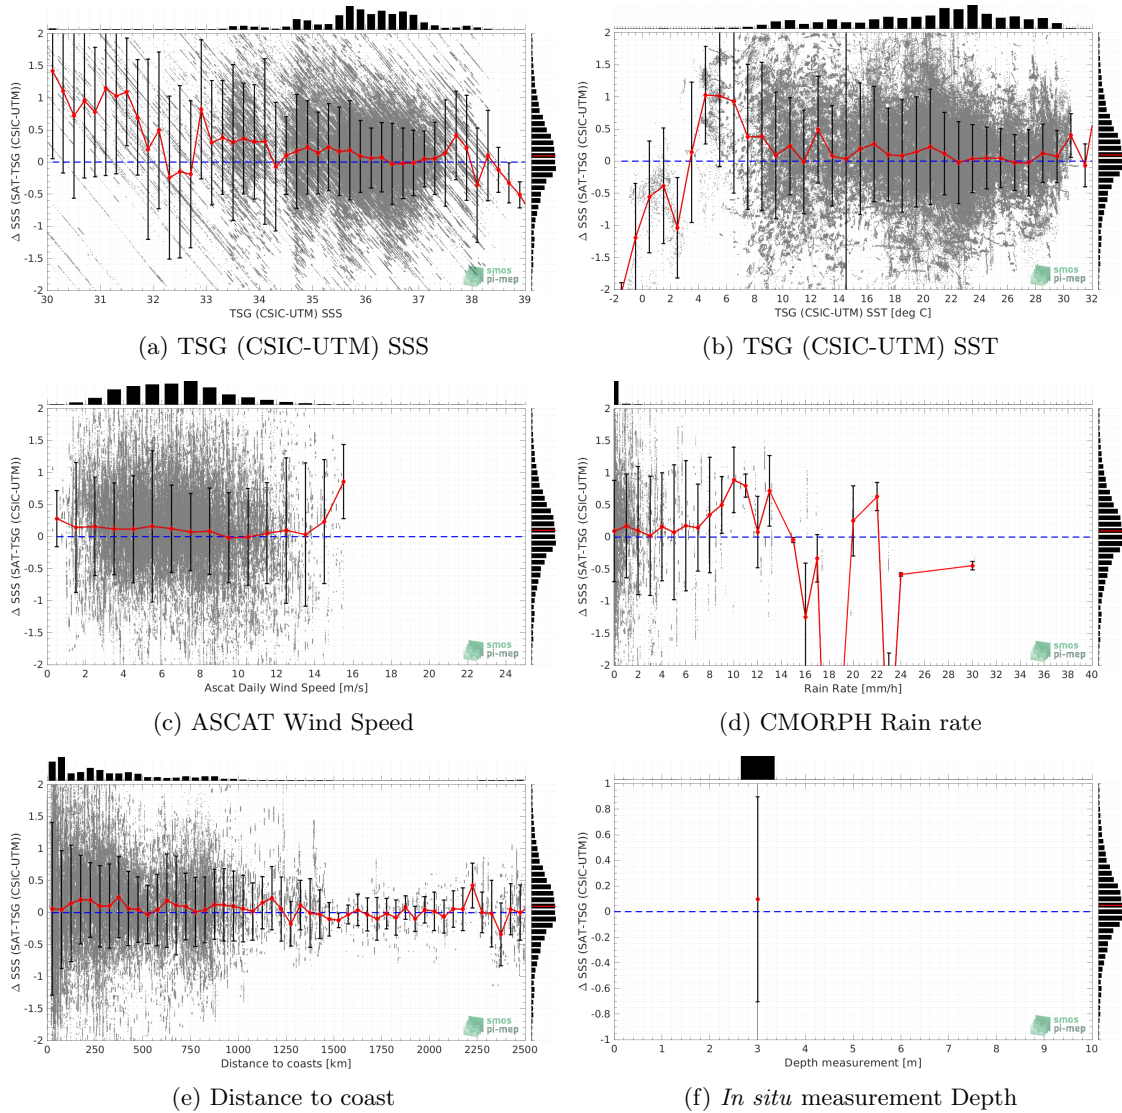 2
1.5
1
0.5
0
-0.5
-1
-1.5
-2
Δ SSS (SAT-TSG (CSIC-UTM))
30 31 32 33 34 35 36 37 38 39
TSG (CSIC-UTM) SSS
smos
pi-mep
(a) TSG (CSIC-UTM) SSS
2
1.5
1
0.5
0
-0.5
-1
-1.5
-2
Δ SSS (SAT-TSG (CSIC-UTM))
-2 0 2 4 6 8 10 12 14 16 18 20 22 24 26 28 30 32
TSG (CSIC-UTM) SST [deg C]
smos
pi-mep
(b) TSG (CSIC-UTM) SST
2
1.5
1
0.5
0
-0.5
-1
-1.5
-2
Δ SSS (SAT-TSG (CSIC-UTM))
0 2 4 6 8 10 12 14 16 18 20 22 24
Ascat Daily Wind Speed [m/s]
smos
pi-mep
(c) ASCAT Wind Speed
2
1.5
1
0.5
0
-0.5
-1
-1.5
-2
Δ SSS (SAT-TSG (CSIC-UTM))
0 2 4 6 8 10 12 14 16 18 20 22 24 26 28 30 32 34 36 38 40
Rain Rate [mm/h]
smos
pi-mep
(d) CMORPH Rain rate
2
1.5
1
0.5
0
-0.5
-1
-1.5
-2
Δ SSS (SAT-TSG (CSIC-UTM))
0 250 500 750 1000 1250 1500 1750 2000 2250 2500
Distance to coasts [km]
smos
pi-mep
(e) Distance to coast
1
0.8
0.6
0.4
0.2
0
-0.2
-0.4
-0.6
-0.8
-1
Δ SSS (SAT-TSG (CSIC-UTM))
0 1 2 3 4 5 6 7 8 9 10
Depth measurement [m]
smos
pi-mep
(f) In situ measurement Depth